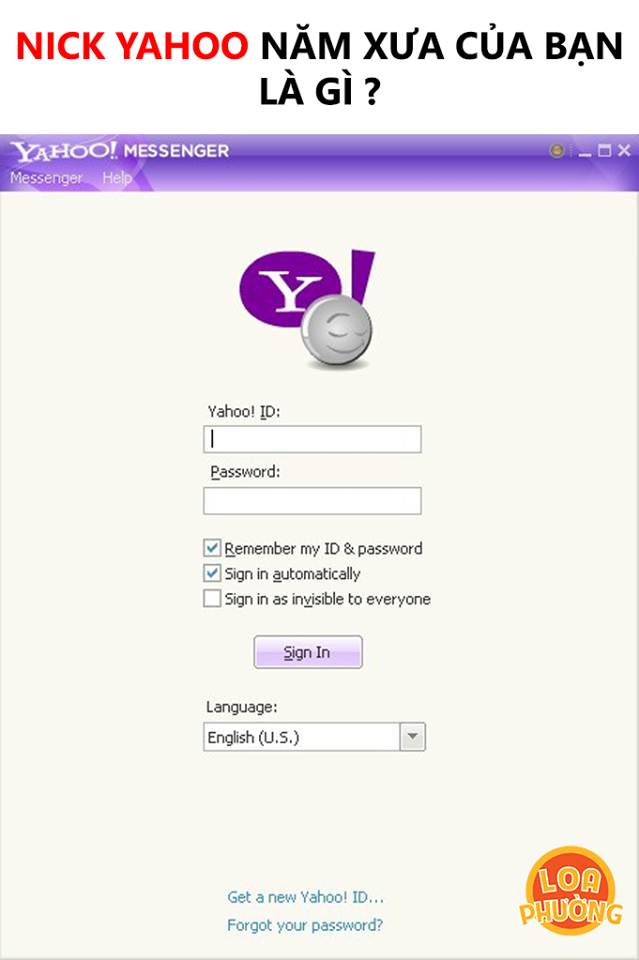 NICK YAHOO NĂM XƯA CỦA BẠN
LÀ GÌ ?
YAHOO! MESSENGER
Messenger Help
Y!
Yahoo! ID:
Password:
Remember my ID & password
Sign in automatically
Sign in as invisible to everyone
Sign In
Language:
English (U.S.)
Get a new Yahoo! ID...
Forgot your password?
LOA
PHƯỜNG